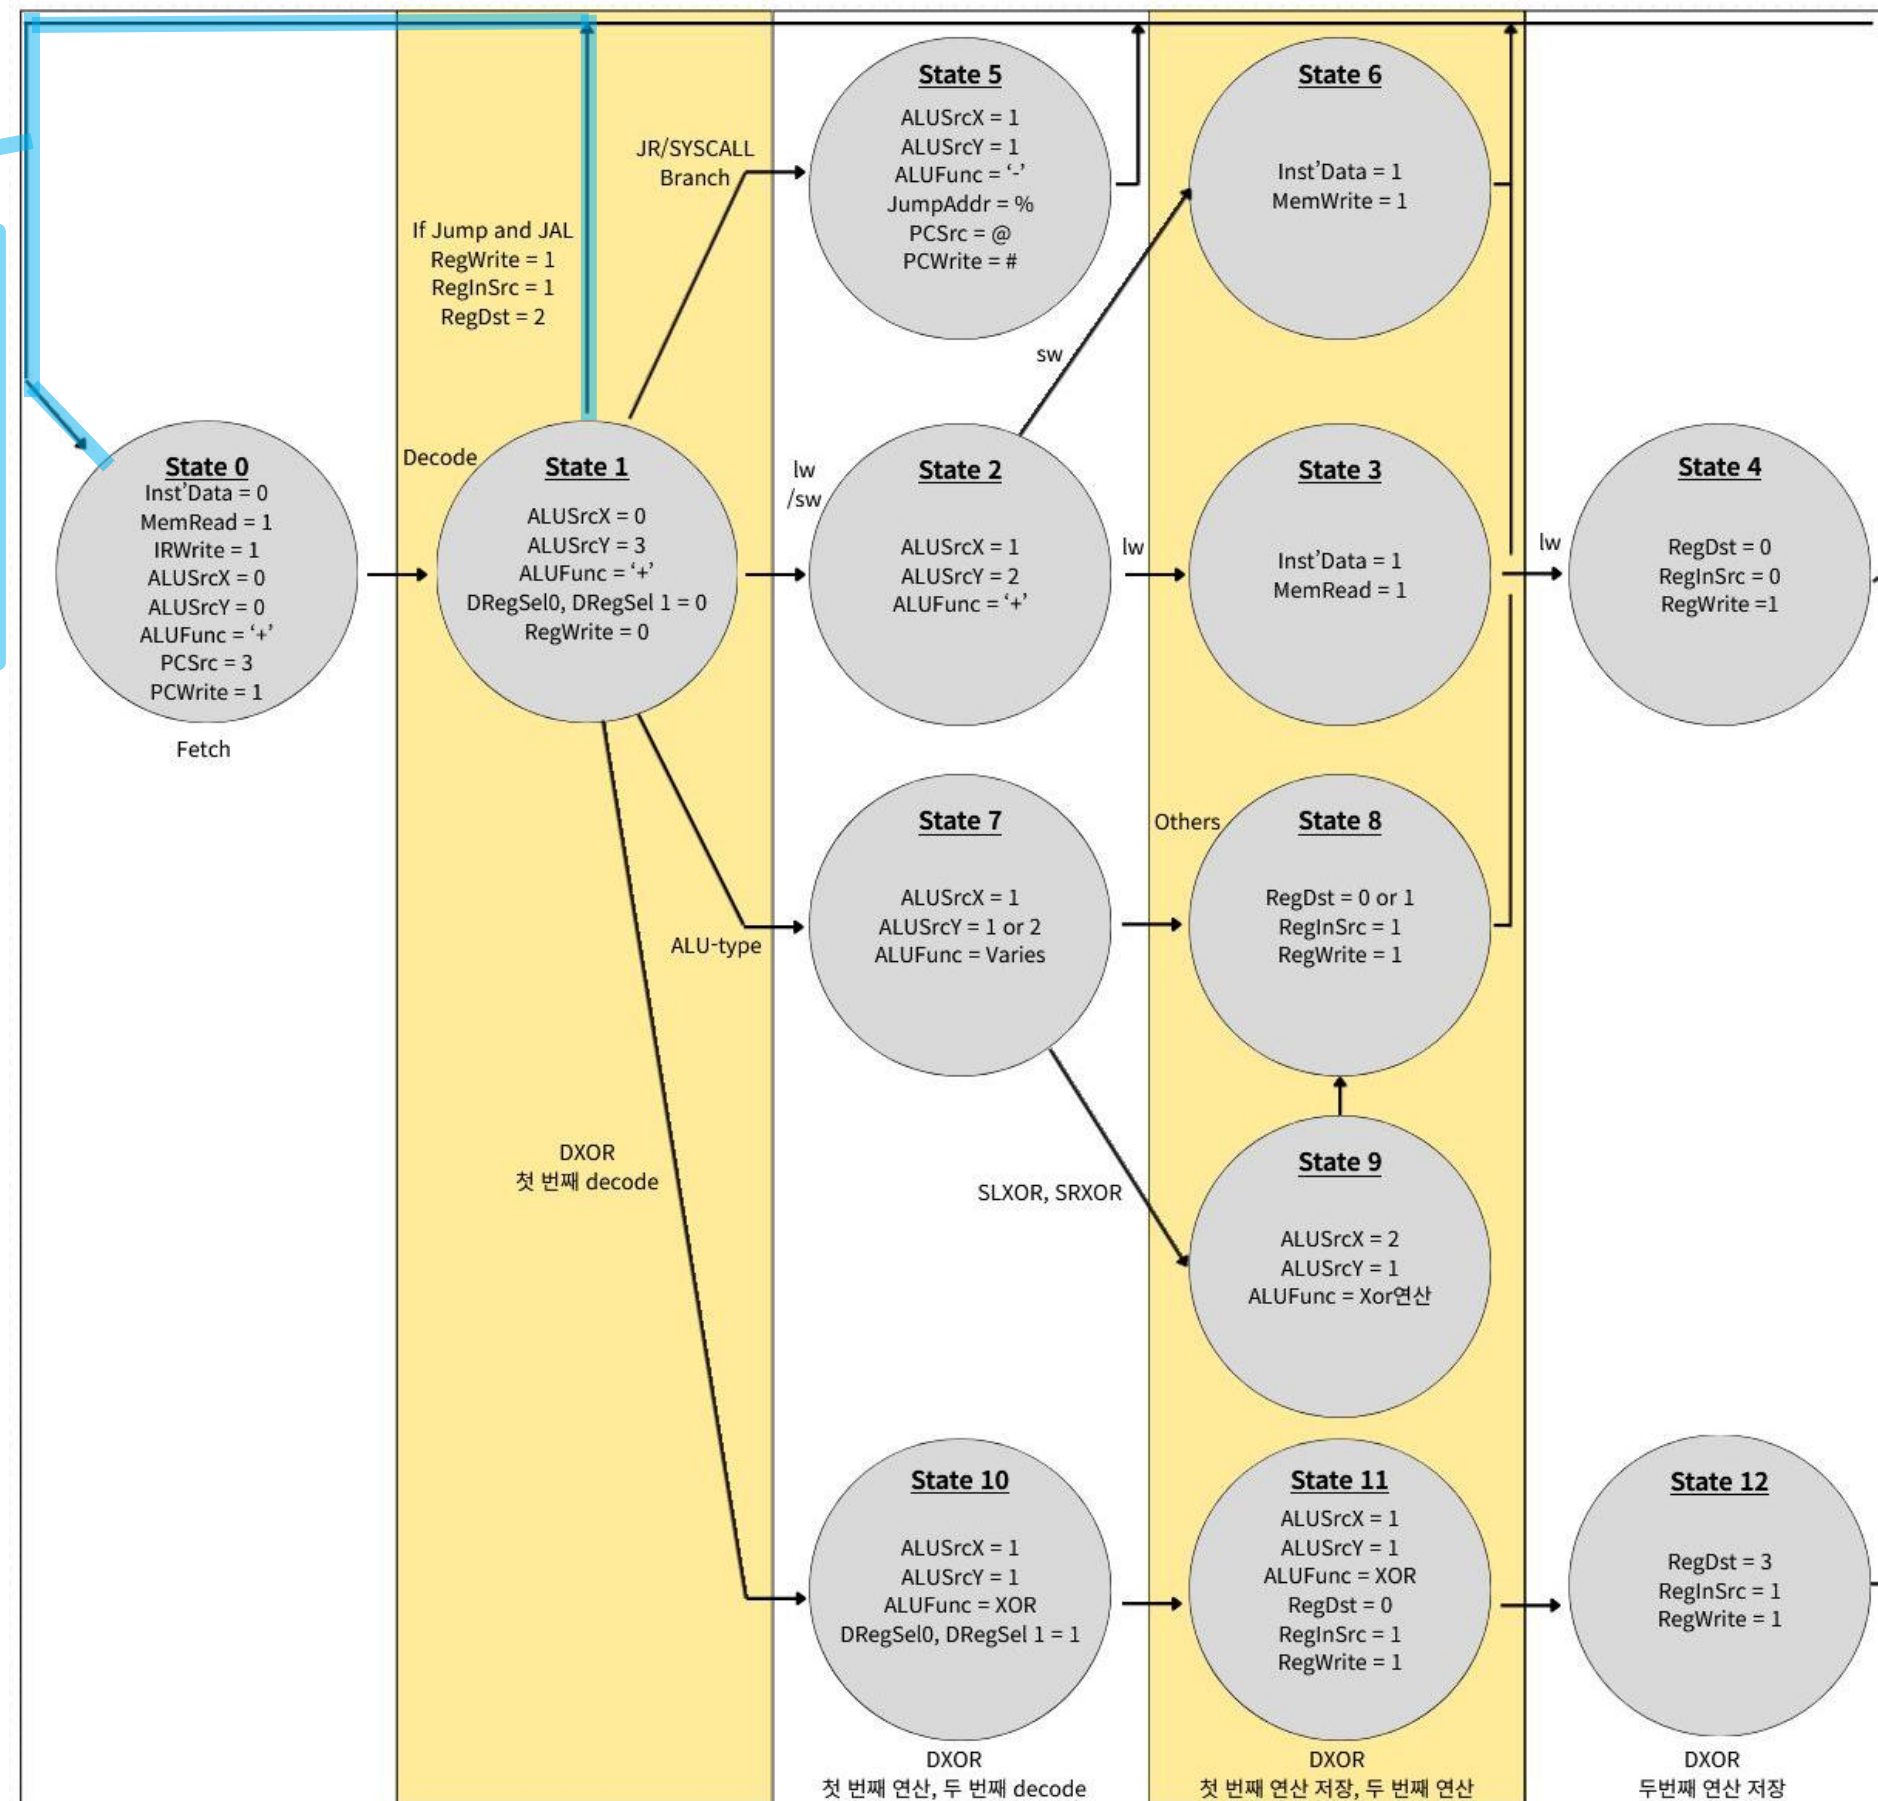 State 5
ALUSrcX = 1
ALUSrcY = 1
ALUFunc = ‘-’
JumpAddr = %
PCSrc = @
PCWrite = #
State 6
Inst’Data = 1
MemWrite = 1
JR/SYSCALL
Branch
If Jump and JAL
RegWrite = 1
RegInSrc = 1
RegDst = 2
sw
State 0
Inst’Data = 0
MemRead = 1
IRWrite = 1
ALUSrcX = 0
ALUSrcY = 0
ALUFunc = ‘+’
PCSrc = 3
PCWrite = 1
Fetch
Decode
State 1
ALUSrcX = 0
ALUSrcY = 3
ALUFunc = ‘+’
DRegSel0, DRegSel 1 = 0
RegWrite = 0
lw
/sw
State 2
ALUSrcX = 1
ALUSrcY = 2
ALUFunc = ‘+’
lw
State 3
Inst’Data = 1
MemRead = 1
lw
State 4
RegDst = 0
RegInSrc = 0
RegWrite =1
ALU-type
State 7
ALUSrcX = 1
ALUSrcY = 1 or 2
ALUFunc = Varies
Others
State 8
RegDst = 0 or 1
RegInSrc = 1
RegWrite = 1
DXOR
첫 번째 decode
SLXOR, SRXOR
State 9
ALUSrcX = 2
ALUSrcY = 1
ALUFunc = Xor연산
State 10
ALUSrcX = 1
ALUSrcY = 1
ALUFunc = XOR
DRegSel0, DRegSel 1 = 1
DXOR
첫 번째 연산, 두 번째 decode
State 11
ALUSrcX = 1
ALUSrcY = 1
ALUFunc = XOR
RegDst = 0
RegInSrc = 1
RegWrite = 1
DXOR
첫 번째 연산 저장, 두 번째 연산
State 12
RegDst = 3
RegInSrc = 1
RegWrite = 1
DXOR
두번째 연산 저장